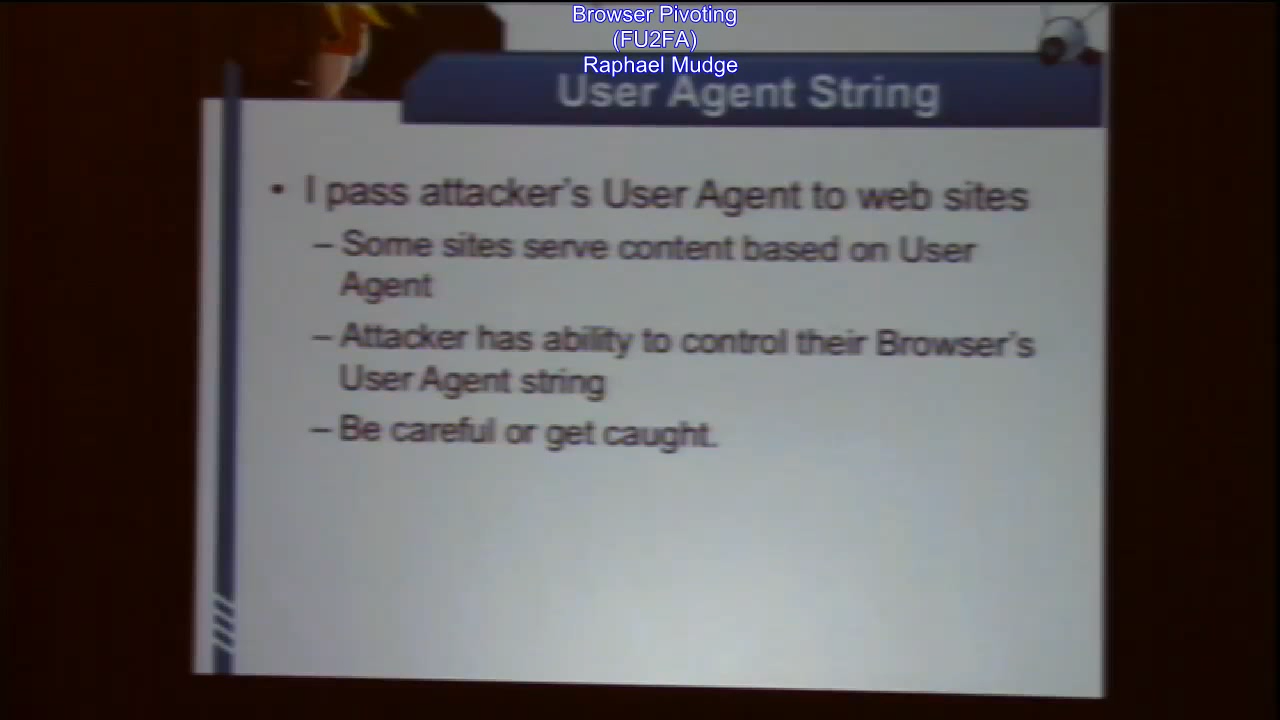 Browser Pivoting
(FU2FA)
Raphael Mudge
User Agent String
• I pass attacker's User Agent to web sites
– Some sites serve content based on User
Agent
– Attacker has ability to control their Browser's
User Agent string
– Be careful or get caught.